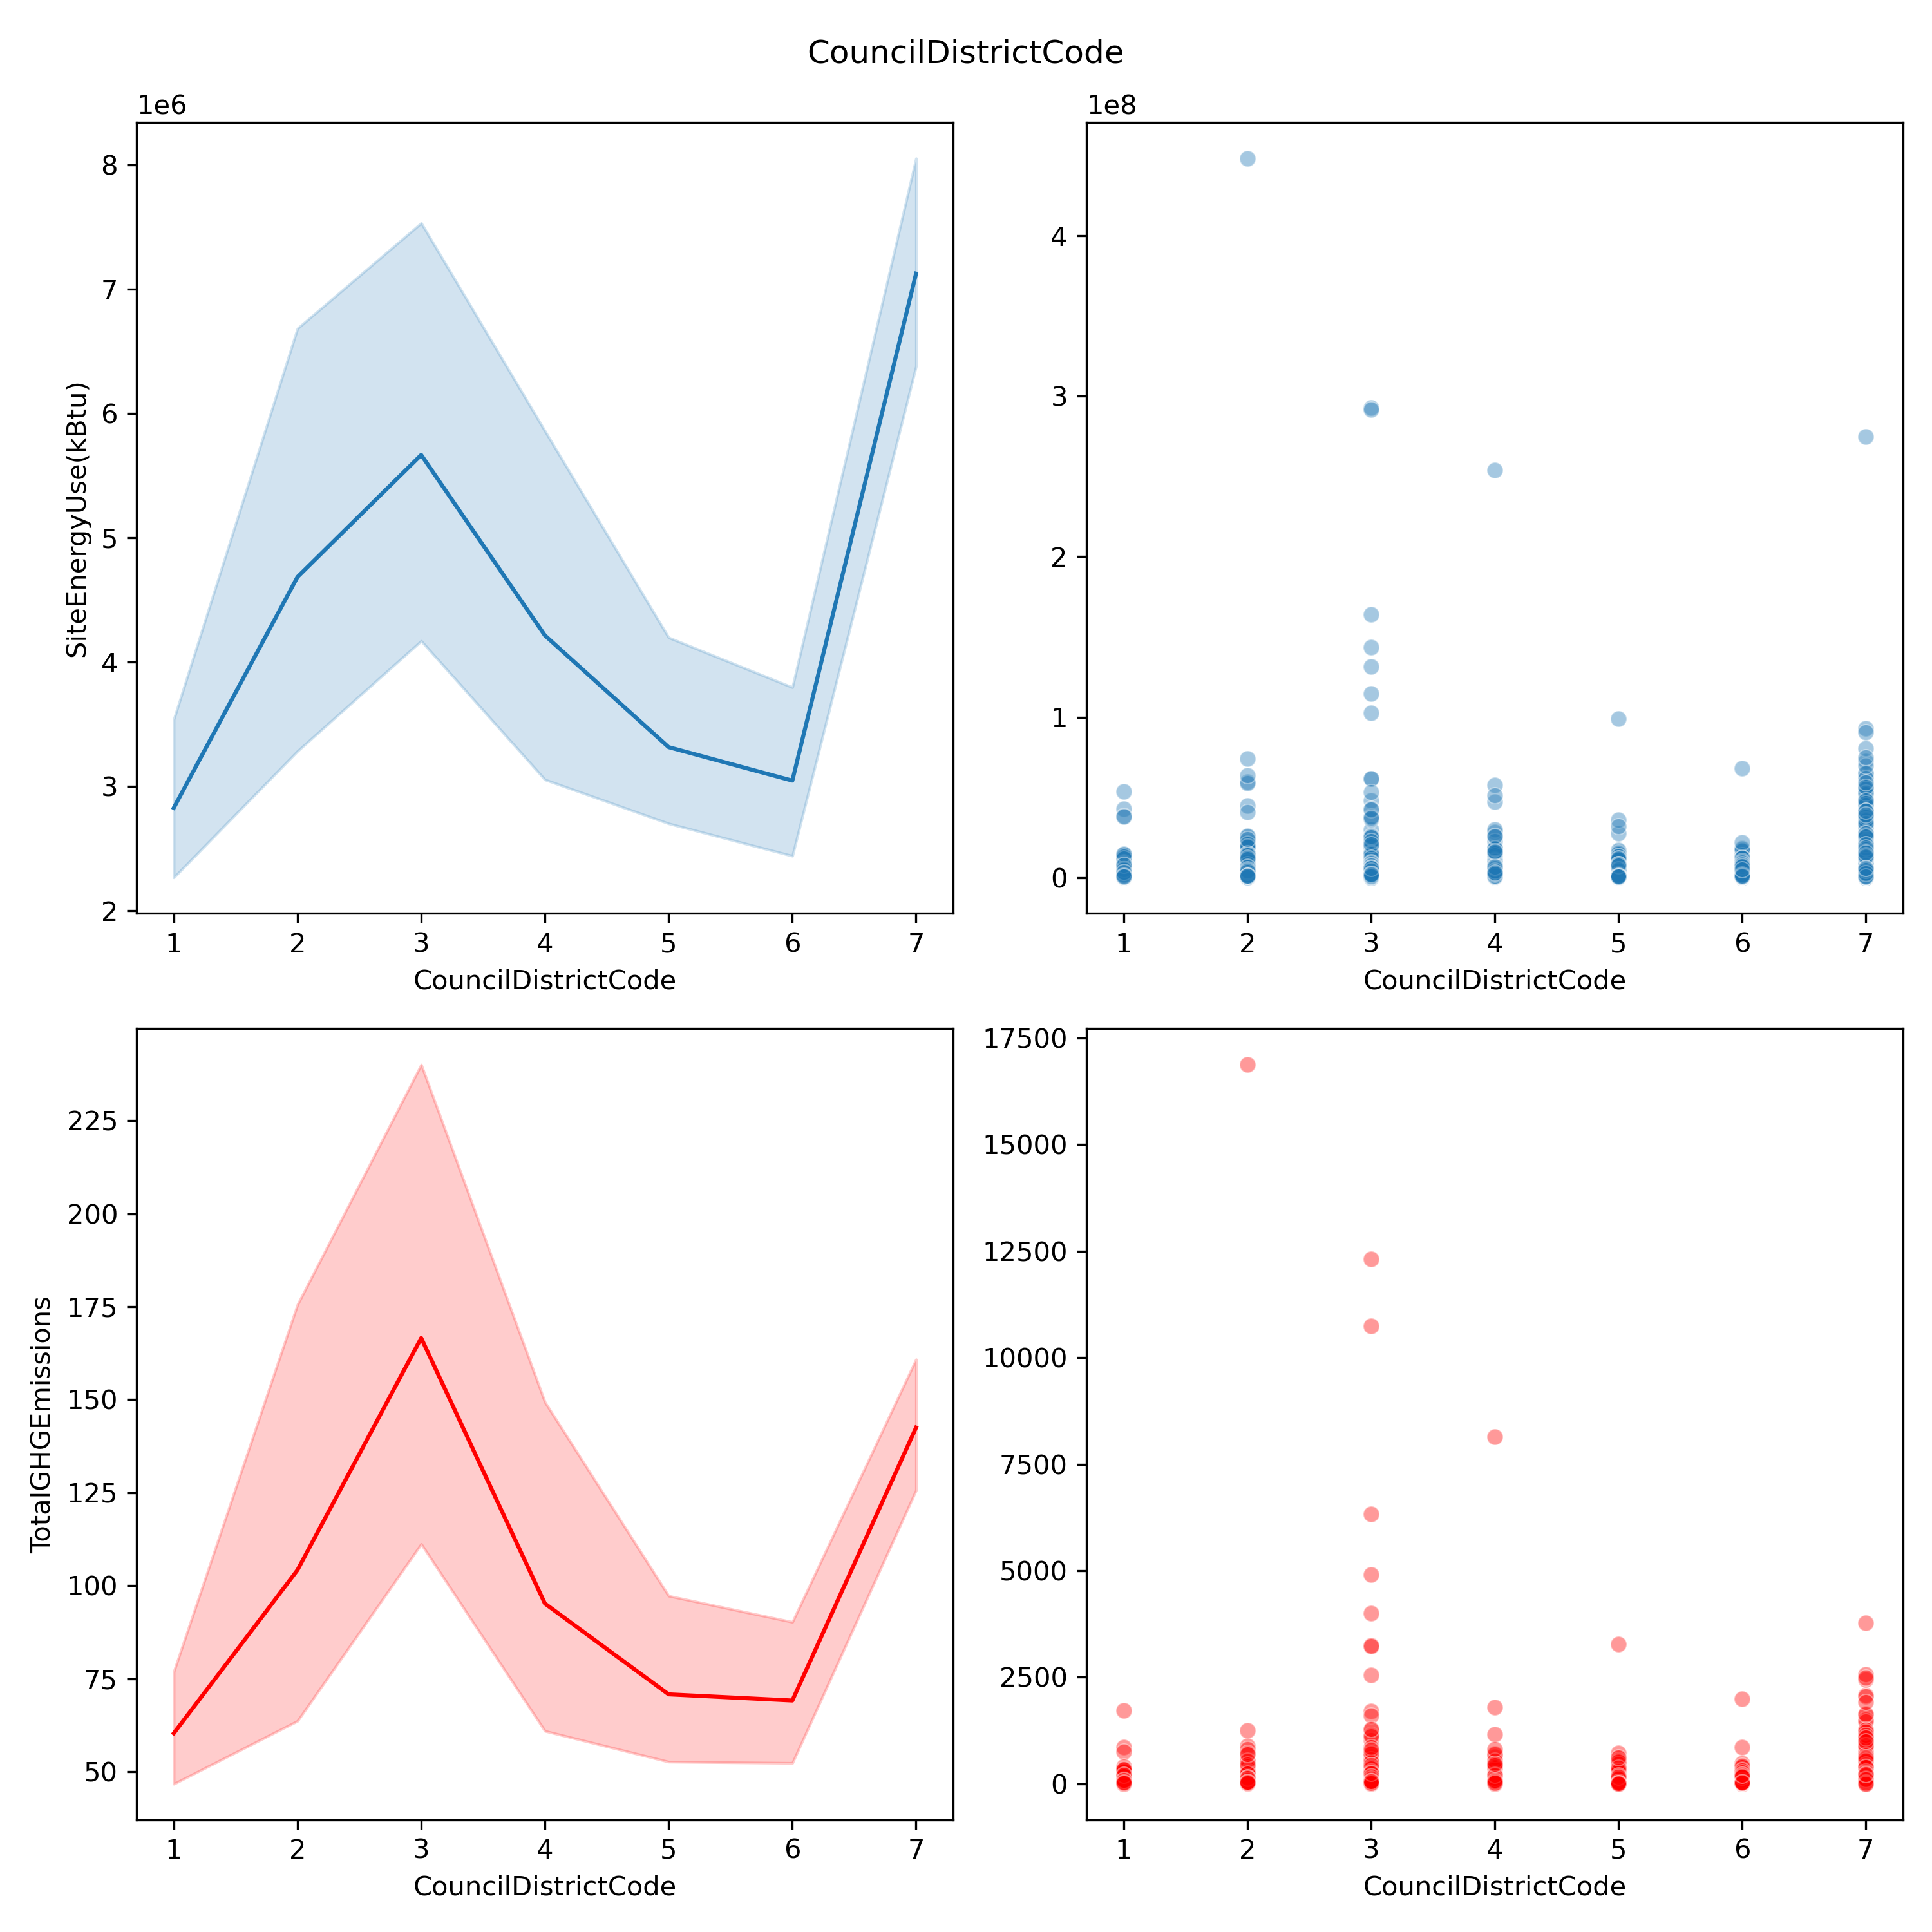 CouncilDistrictCode
1e6
8
7
6
5
4
3
2
SiteEnergyUse(kBtu)
1 2 3 4 5 6 7
CouncilDistrictCode
1e8
4
3
2
1
0
1 2 3 4 5 6 7
CouncilDistrictCode
225
200
175
150
125
100
75
50
TotalGHGEmissions
1 2 3 4 5 6 7
CouncilDistrictCode
17500
15000
12500
10000
7500
5000
2500
0
1 2 3 4 5 6 7
CouncilDistrictCode